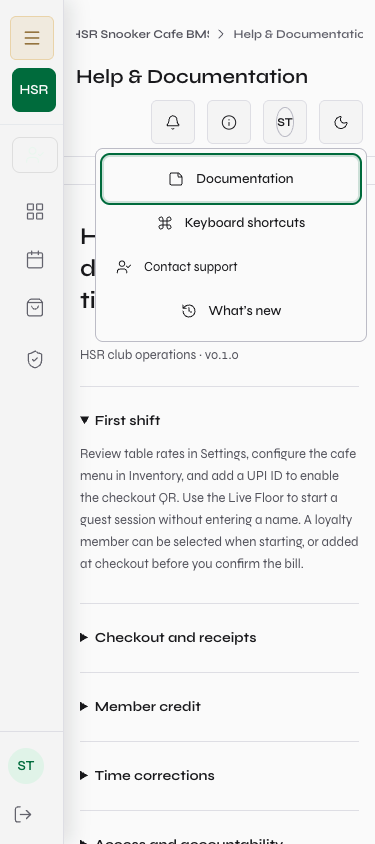 HSR Snooker Cafe BMS > Help & Documentatio
Help & Documentation
HSR
ST
Documentation
Keyboard shortcuts
Contact support
What's new
H
d
ti
HSR club operations · v0.1.0
First shift
Review table rates in Settings, configure the cafe
menu in Inventory, and add a UPI ID to enable
the checkout QR. Use the Live Floor to start a
guest session without entering a name. A loyalty
member can be selected when starting, or added
at checkout before you confirm the bill.
Checkout and receipts
Member credit
Time corrections
Access and accountability
ST